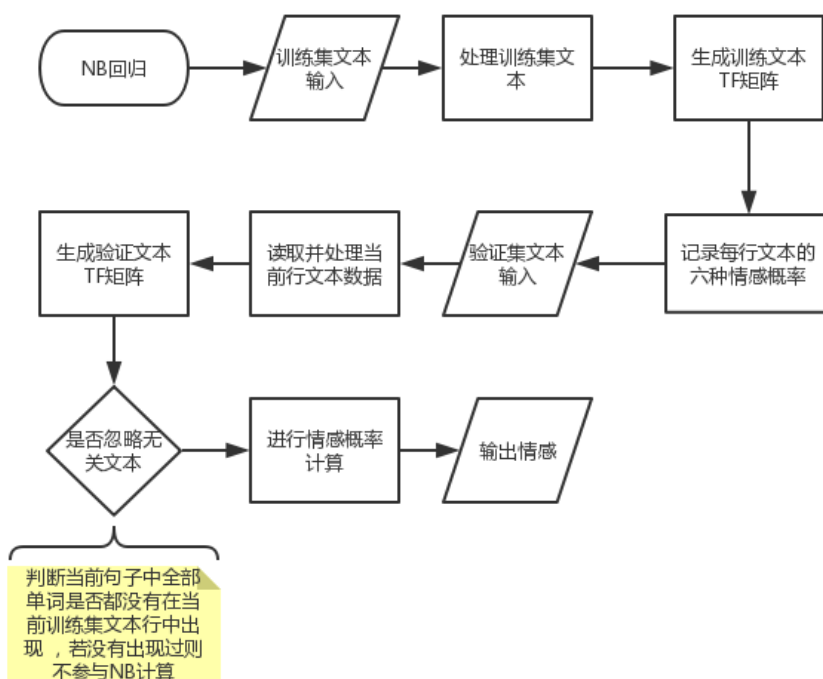 NB回归
训练集文本
输入
处理训练集文
本
生成训练文本
TF矩阵
记录每行文本的
六种情感概率
验证集文本
输入
读取并处理当
前行文本数据
生成验证文本
TF矩阵
是否忽略无
关文本
进行情感概率
计算
输出情感
判断当前句子中全部
单词是否都没有在当
前训练集文本行中出
现 ，若没有出现过则
不参与NB计算